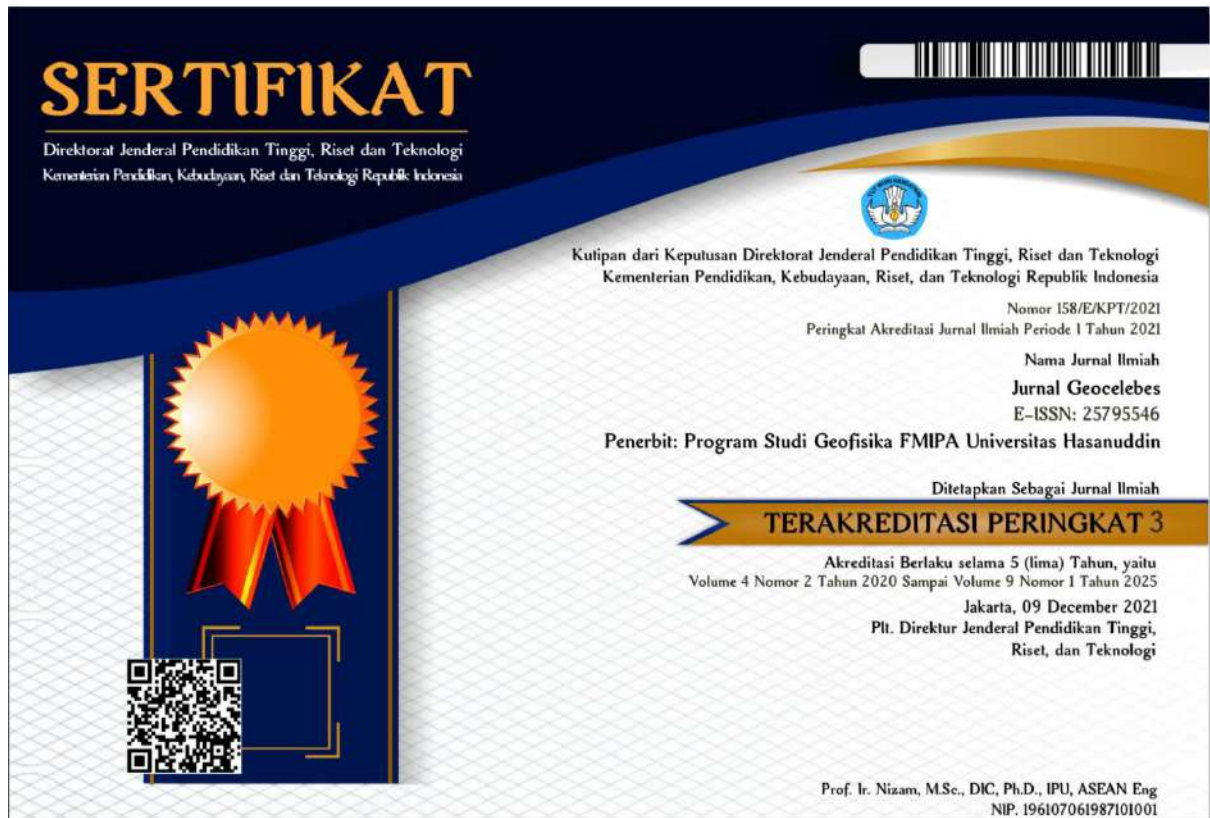 SERTIFIKAT
Direktorat Jenderal Pendidikan Tinggi, Riset dan Teknologi
Kementerian Pendidikan, Kebudayaan, Riset dan Teknologi Republik Indonesia
Kutipan dari Keputusan Direktorat Jenderal Pendidikan Tinggi, Riset dan Teknologi
Kementerian Pendidikan, Kebudayaan, Riset, dan Teknologi Republik Indonesia
Nomor 158/E/KPT/2021
Peringkat Akreditasi Jurnal Ilmiah Periode I Tahun 2021
Nama Jurnal Ilmiah
Jurnal Geocelebes
E-ISSN: 25795546
Penerbit: Program Studi Geofisika FMIPA Universitas Hasanuddin
Ditetapkan Sebagai Jurnal Ilmiah
TERAKREDITASI PERINGKAT 3
Akreditasi Berlaku selama 5 (lima) Tahun, yaitu
Volume 4 Nomor 2 Tahun 2020 Sampai Volume 9 Nomor 1 Tahun 2025
Jakarta, 09 December 2021
Plt. Direktur Jenderal Pendidikan Tinggi,
Riset, dan Teknologi
Prof. Ir. Nizam, M.Sc., DIC, Ph.D., IPU, ASEAN Eng
NIP. 196107061987101001